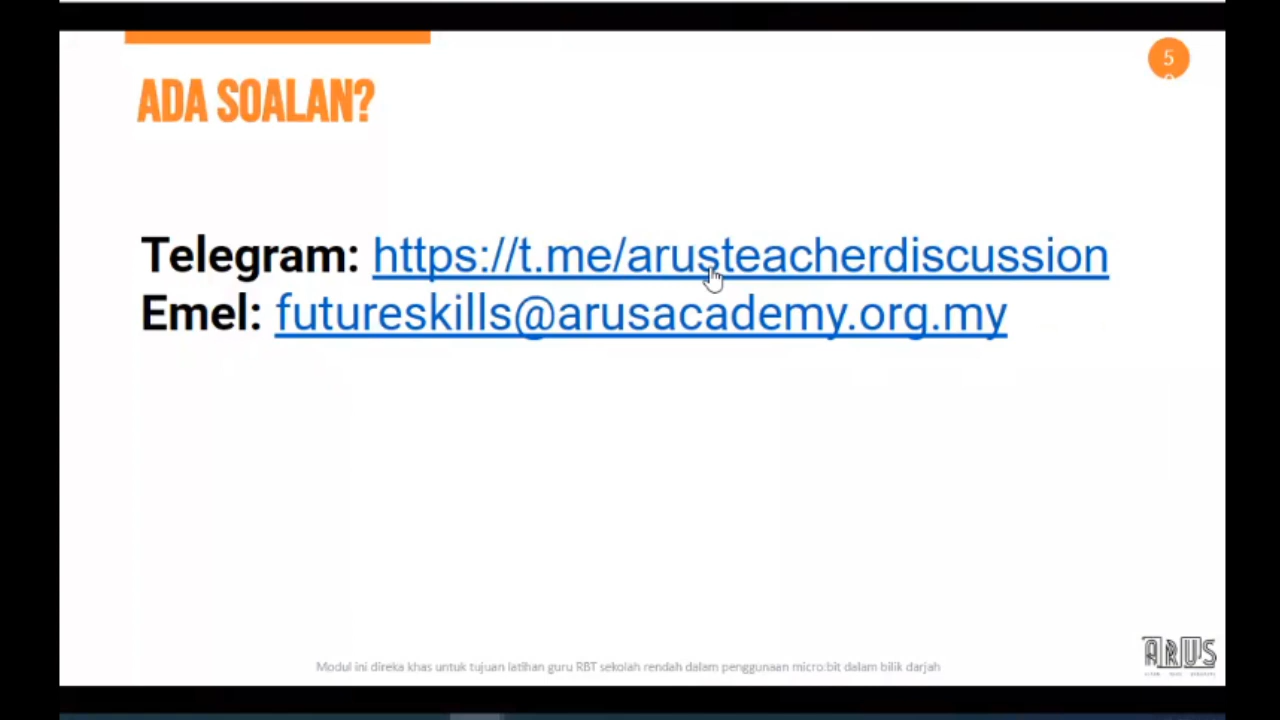 5
ADA SOALAN?
Telegram: https://t.me/arusteacherdiscussion
Emel: futureskills@arusacademy.org.my
Modul ini direka khas untuk tujuan latihan guru RBT sekolah rendah dalam penggunaan micro:bit dalam bilik darjah
ARUS